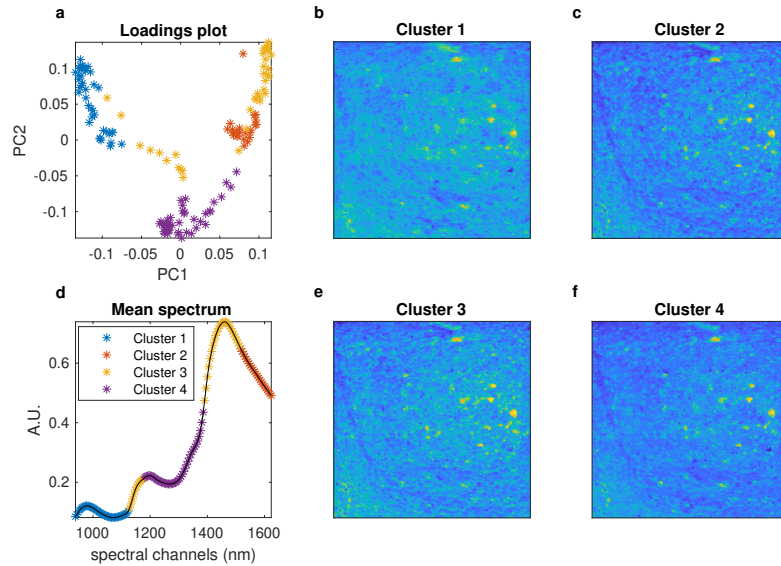 a
Loadings plot
0.1
0.05
0
-0.05
-0.1
PC2
-0.1
-0.05
0
0.05
0.1
PC1
b
Cluster 1
c
Cluster 2
d
Mean spectrum
Cluster 1
Cluster 2
Cluster 3
Cluster 4
0.6
0.4
0.2
A.U.
1000
1200
1400
1600
spectral channels (nm)
e
Cluster 3
f
Cluster 4